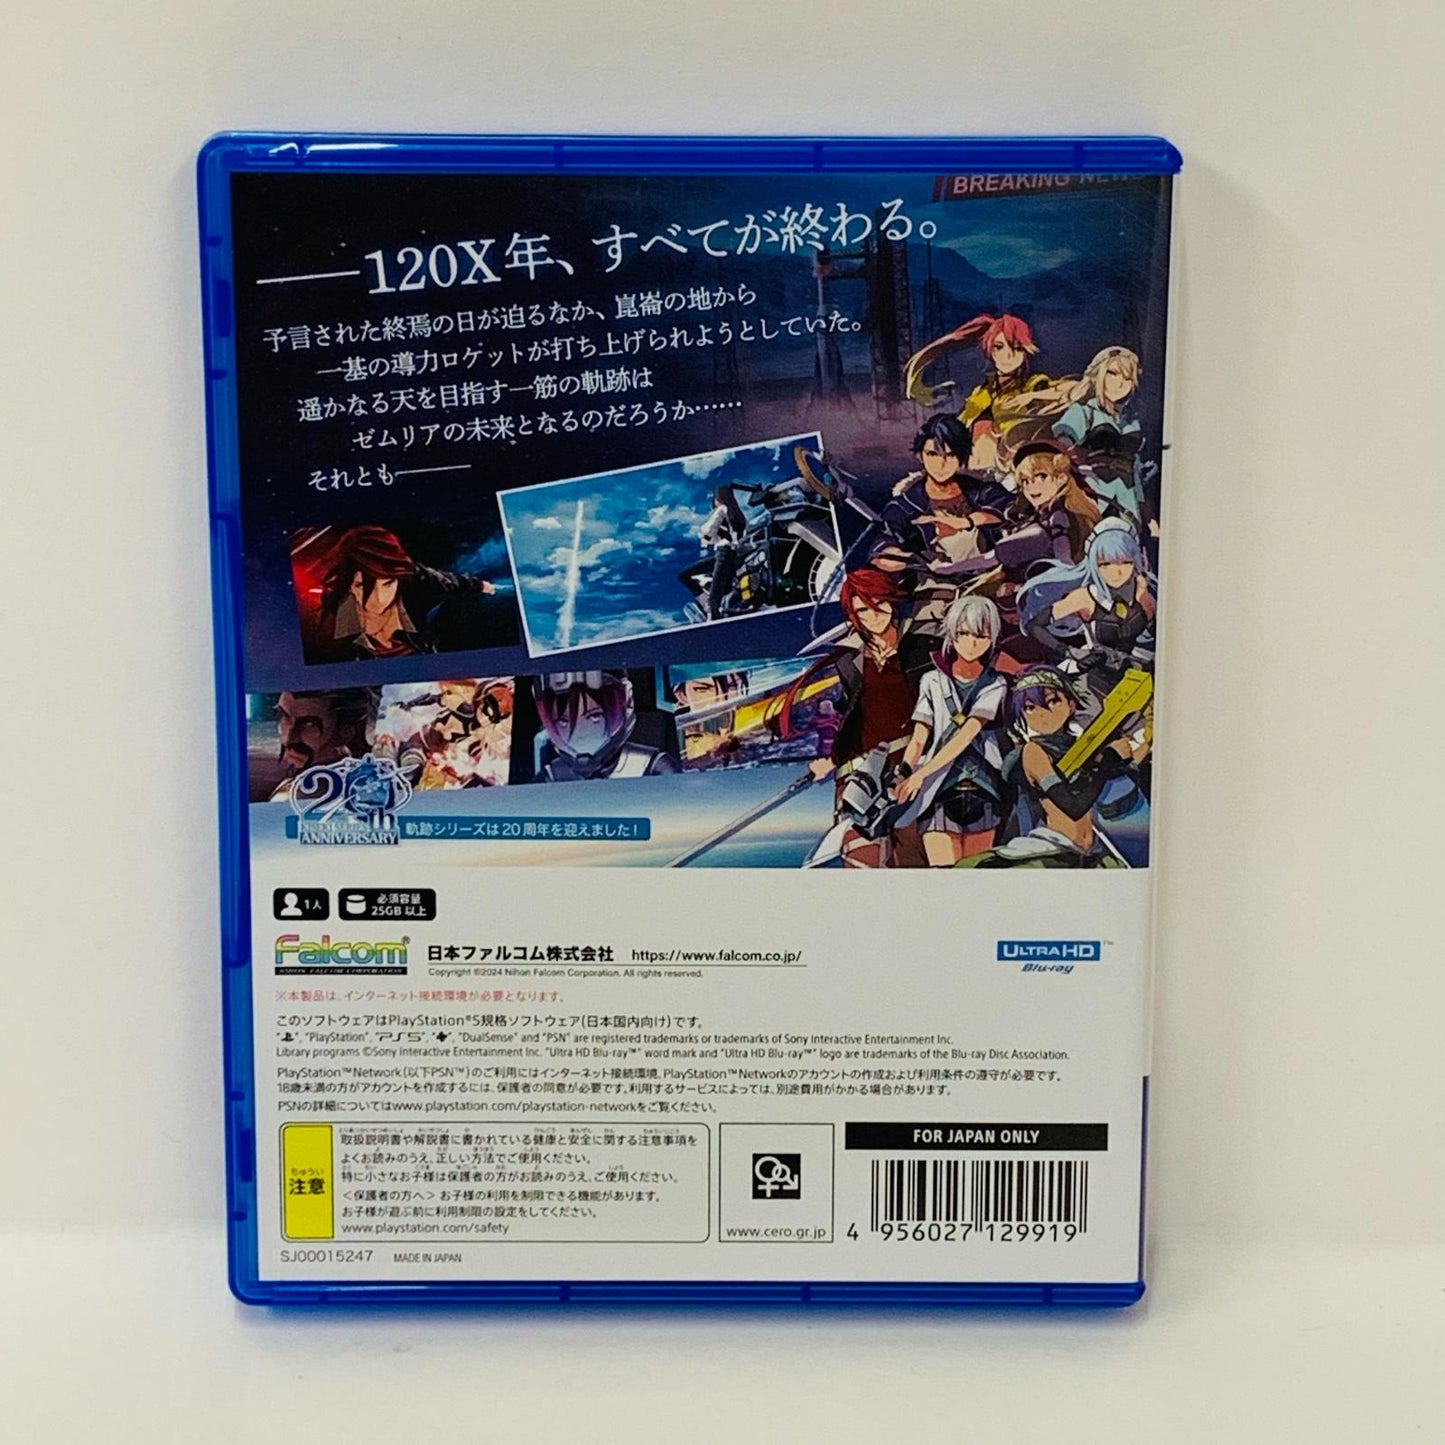 BREAKING NEWS
——120X年、すべてが終わる。
予言された終焉の日が迫るなか、崑崙の地から
一基の導力ロケットが打ち上げられようとしていた。
遥かなる天を目指す一筋の軌跡は
ゼムリアの未来となるのだろうか……
それとも——
20th
KISEKI SERIES
ANNIVERSARY
軌跡シリーズは20周年を迎えました!
1人
必須容量
25GB以上
Falcom®
NIHON FALCOM CORPORATION
日本ファルコム株式会社 https://www.falcom.co.jp/
Copyright ©2024 Nihon Falcom Corporation. All rights reserved.
ULTRA HD™
Blu-ray
※本製品は、インターネット接続環境が必要となります。
このソフトウェアはPlayStation®5規格ソフトウェア(日本国内向け)です。
"PlayStation", "PS5", "DualSense" and "PSN" are registered trademarks or trademarks of Sony Interactive Entertainment Inc.
Library programs ©Sony Interactive Entertainment Inc. "Ultra HD Blu-ray™" word mark and "Ultra HD Blu-ray™" logo are trademarks of the Blu-ray Disc Association.
PlayStation™Network(以下PSN™)のご利用にはインターネット接続環境、PlayStation™Networkのアカウントの作成および利用条件の遵守が必要です。
18歳未満の方がアカウントを作成するには、保護者の同意が必要です。利用するサービスによっては、別途費用がかかる場合があります。
PSNの詳細についてはwww.playstation.com/playstation-networkをご覧ください。
ちゅうい
注意
取扱説明書や解説書に書かれている健康と安全に関する注意事項を
よくお読みのうえ、正しい方法でご使用ください。
特に小さなお子様は保護者の方がお読みのうえ、ご使用ください。
<保護者の方へ>お子様の利用を制限できる機能があります。
お子様が遊ぶ前に利用制限の設定をしてください。
www.playstation.com/safety
www.cero.gr.jp
FOR JAPAN ONLY
4 956027 129919
SJ00015247 MADE IN JAPAN